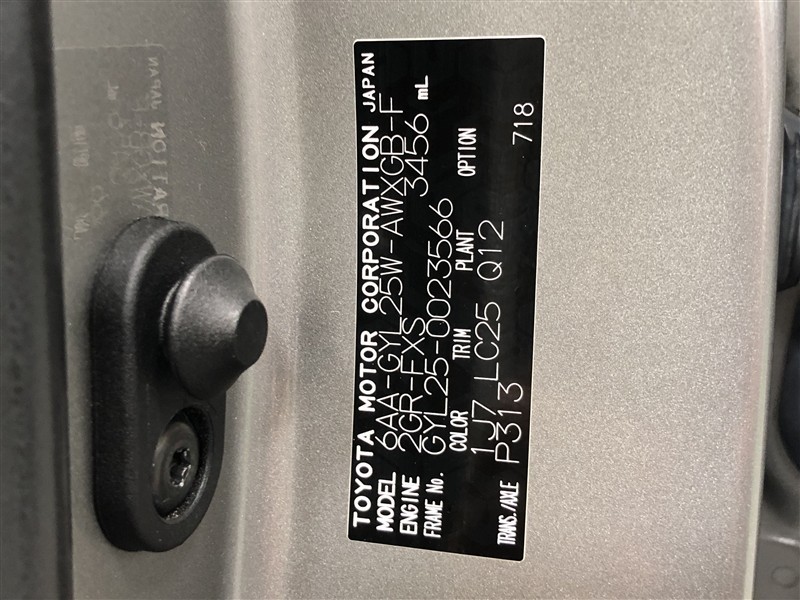 TOYOTA MOTOR CORPORATION JAPAN
MODEL 6AA-GYL25W-AWXGB-F
ENGINE 2GR-FXS 3456 mL
FRAME No. GYL25-0023566
COLOR TRIM PLANT OPTION
1J7 LC25 Q12
TRANS./AXLE P313 718